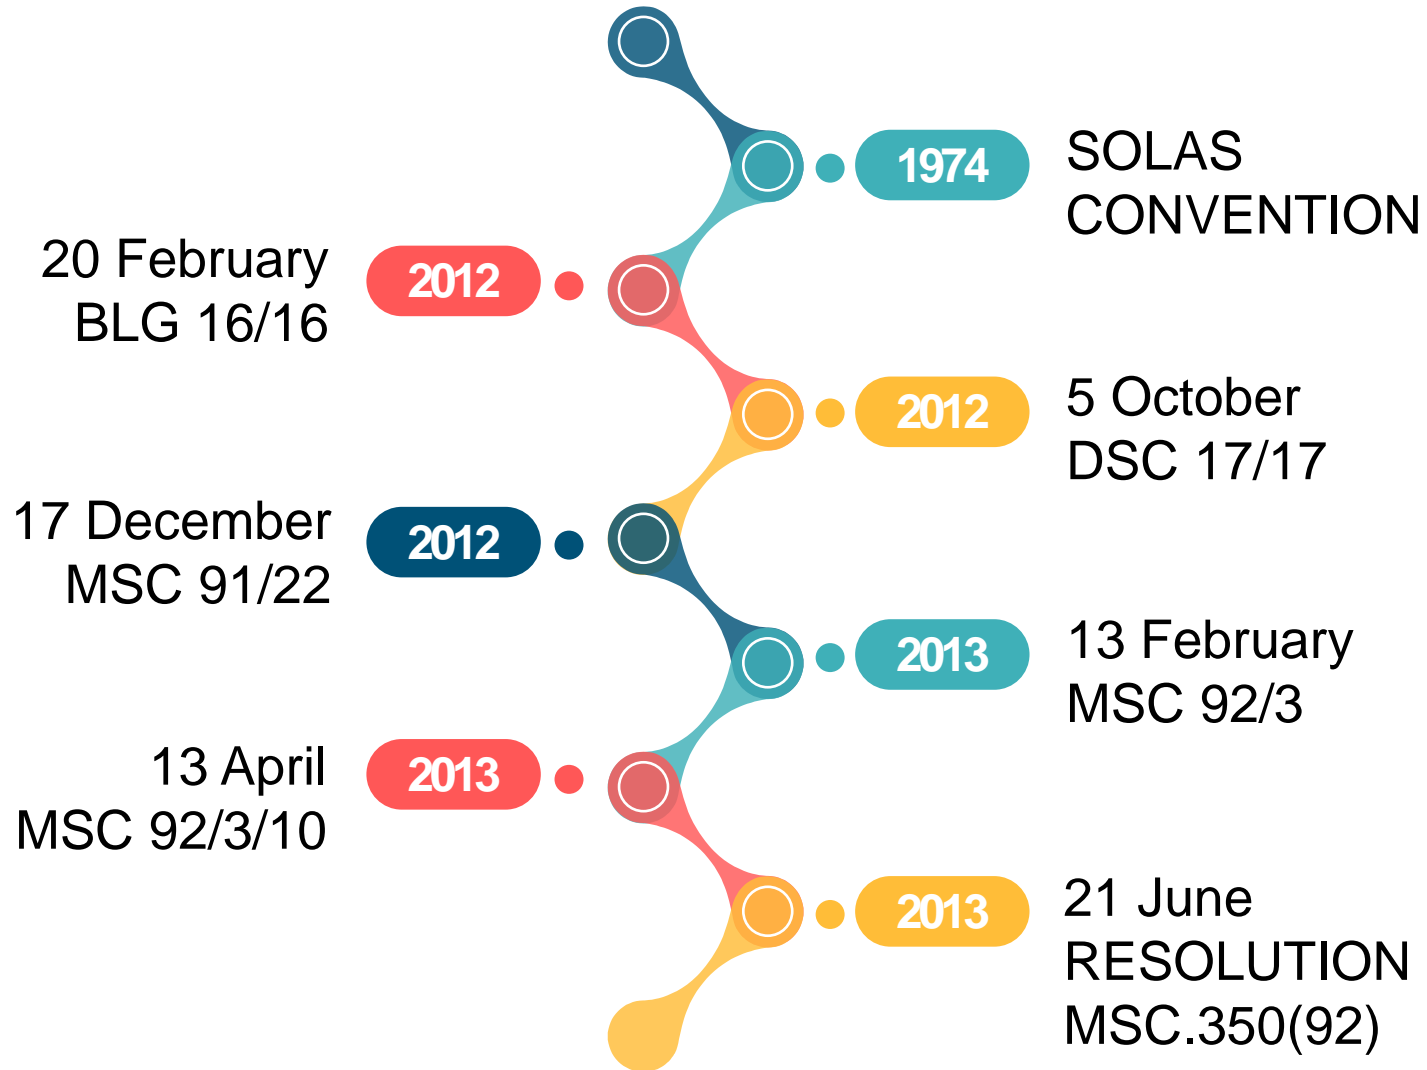 1974
SOLAS
CONVENTION
20 February
BLG 16/16
2012
2012
5 October
DSC 17/17
17 December
MSC 91/22
2012
2013
13 February
MSC 92/3
13 April
MSC 92/3/10
2013
2013
21 June
RESOLUTION
MSC.350(92)